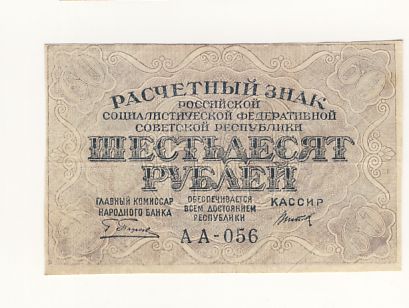 РАСЧЕТНЫЙ ЗНАК
РОССИЙСКОЙ
СОЦИАЛИСТИЧЕСКОЙ ФЕДЕРАТИВНОЙ
СОВЕТСКОЙ РЕСПУБЛИКИ
ШЕСТЬДЕСЯТ
РУБЛЕЙ
ГЛАВНЫЙ КОМИССАР
НАРОДНОГО БАНКА
ОБЕСПЕЧИВАЕТСЯ
ВСЕМ ДОСТОЯНИЕМ
РЕСПУБЛИКИ
КАССИР
АА-056